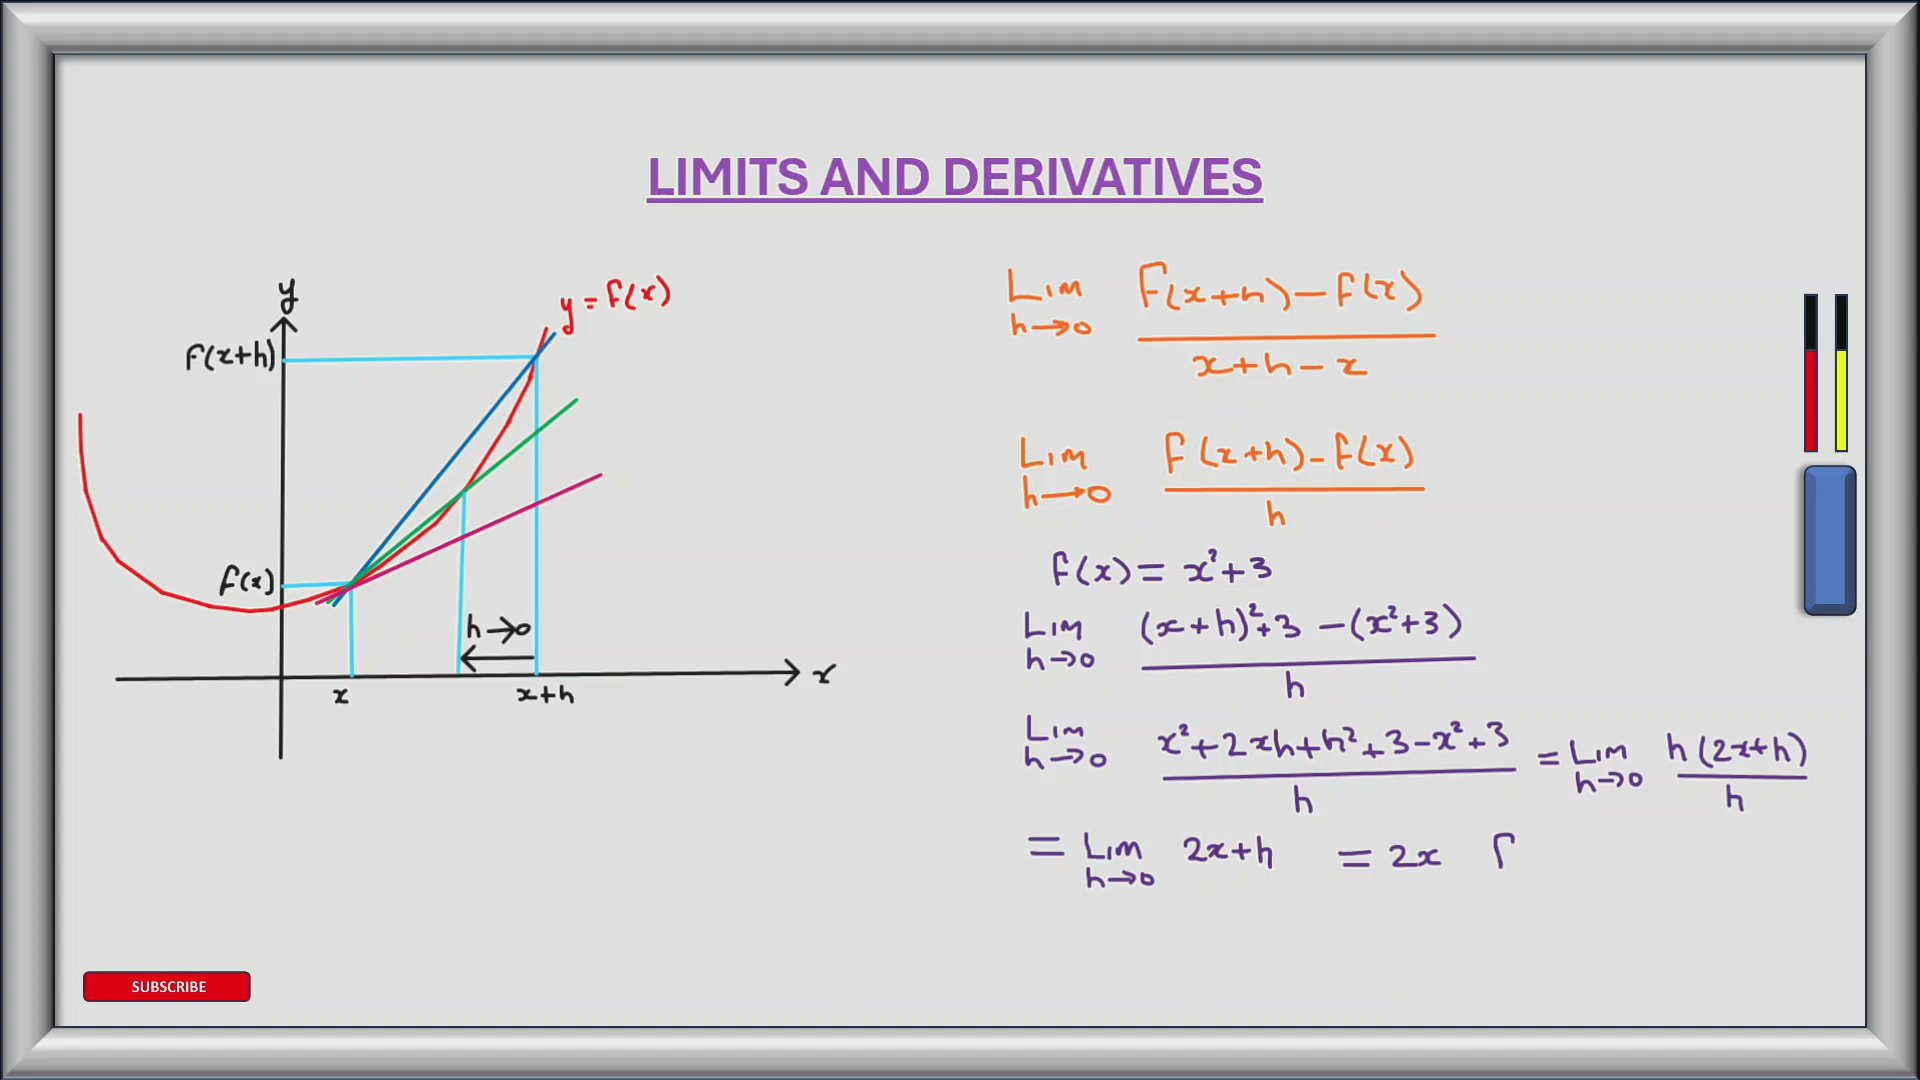 LIMITS AND DERIVATIVES
y
y = f(x)
f(x+h)
f(x)
h→0
x
x+h
x
Lim h→0 F(x+h) – f(x) / x+h – x
Lim h→0 F(x+h) – f(x) / h
f(x) = x² + 3
Lim h→0 (x+h)² + 3 – (x²+3) / h
Lim h→0 x² + 2xh + h² + 3 – x² + 3 / h = Lim h→0 h(2x+h) / h
= Lim h→0 2x+h = 2x
SUBSCRIBE